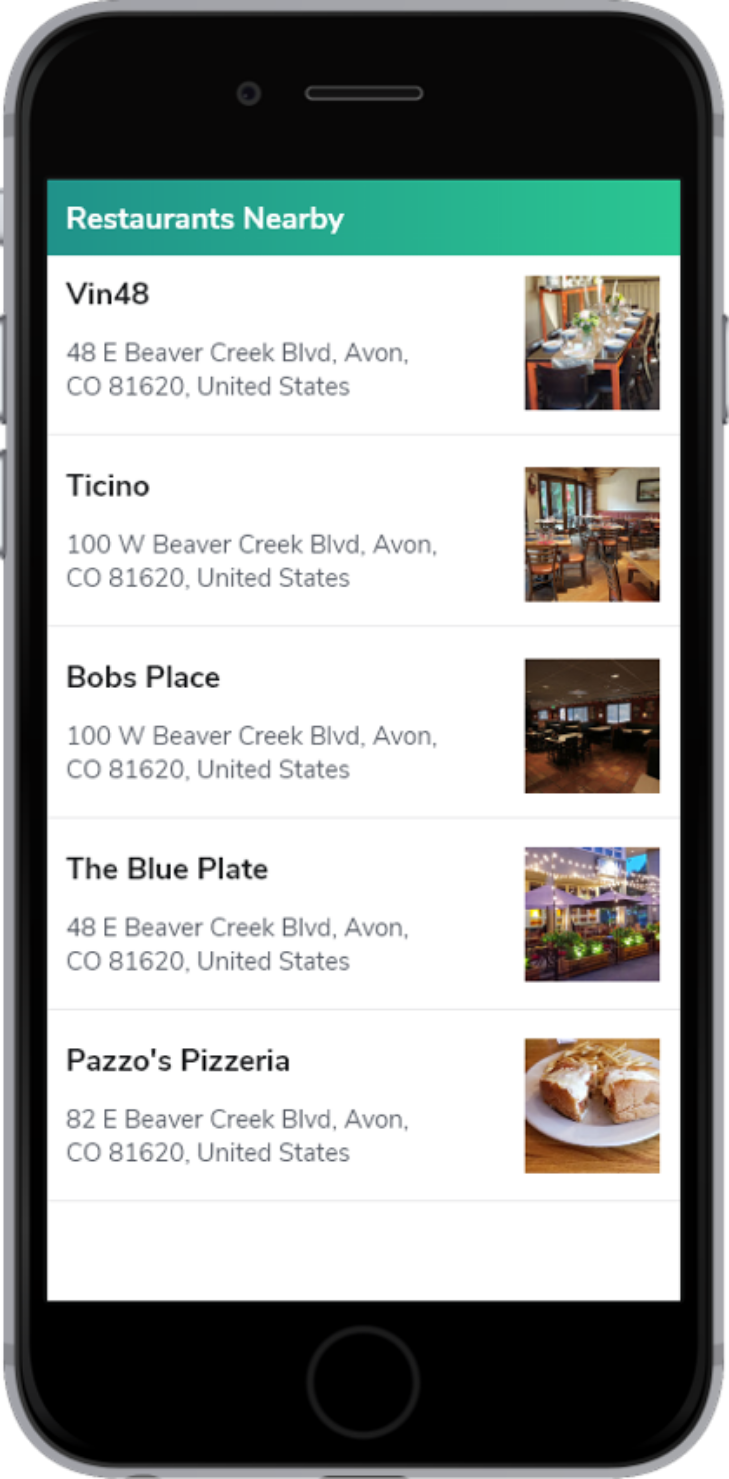 Restaurants Nearby
Vin48
48 E Beaver Creek Blvd, Avon,
CO 81620, United States
Ticino
100 W Beaver Creek Blvd, Avon,
CO 81620, United States
Bobs Place
100 W Beaver Creek Blvd, Avon,
CO 81620, United States
The Blue Plate
48 E Beaver Creek Blvd, Avon,
CO 81620, United States
Pazzo's Pizzeria
82 E Beaver Creek Blvd, Avon,
CO 81620, United States